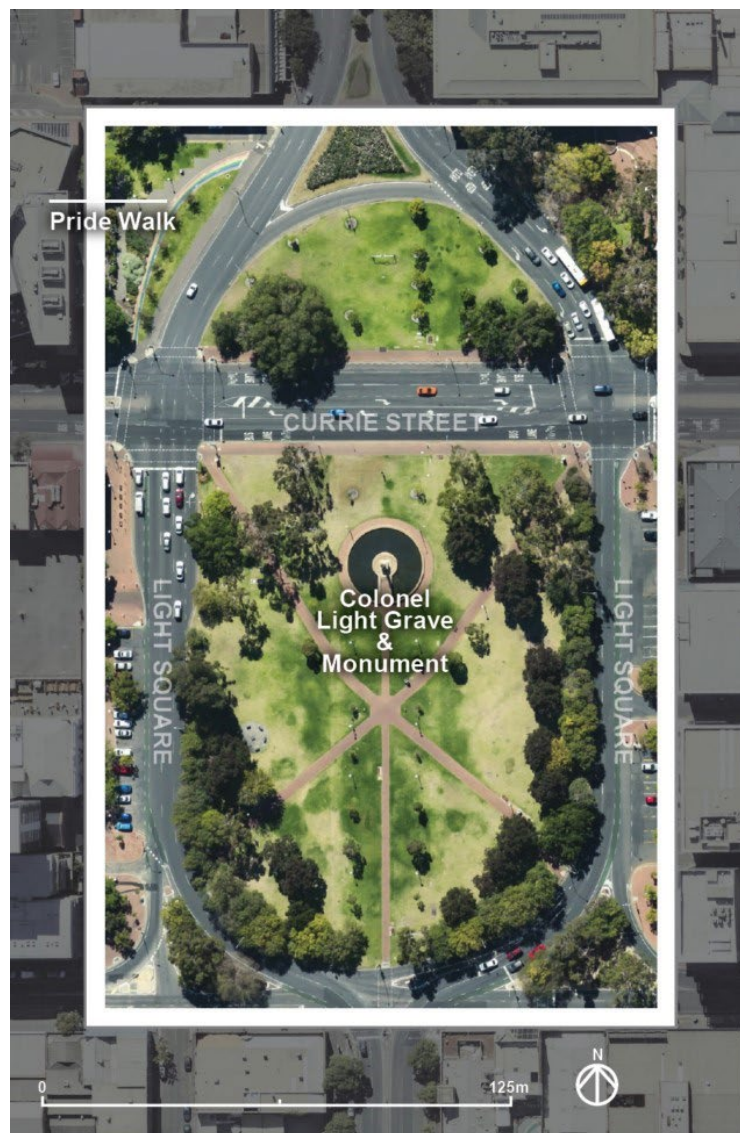 Pride Walk
CURRIE STREET
Colonel
Light Grave
&
Monument
LIGHT SQUARE
LIGHT SQUARE
N
0
125m